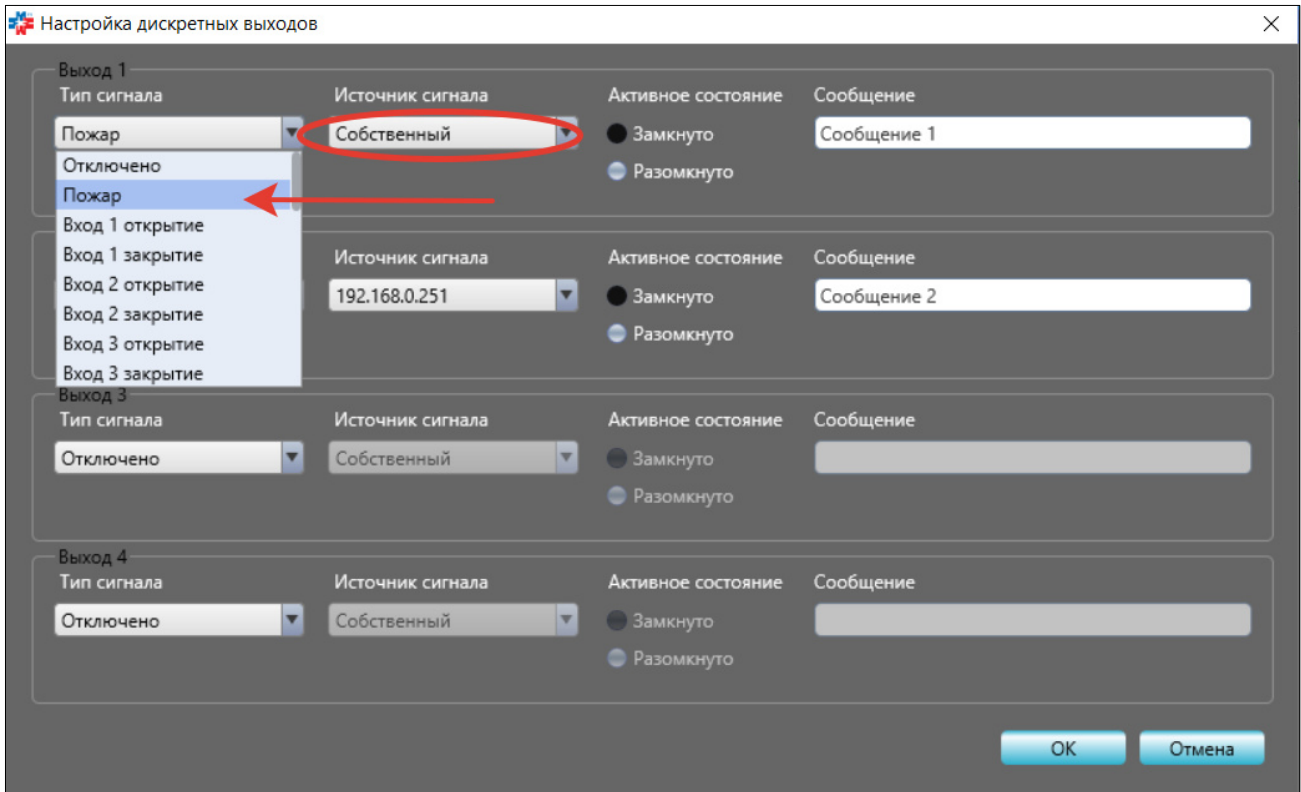 Настройка дискретных выходов
Выход 1
Тип сигнала Источник сигнала Активное состояние Сообщение
Пожар Собственный Замкнуто Сообщение 1
Отключено Разомкнуто
Пожар
Вход 1 открытие
Вход 1 закрытие Источник сигнала Активное состояние Сообщение
Вход 2 открытие 192.168.0.251 Замкнуто Сообщение 2
Вход 2 закрытие
Вход 3 открытие Разомкнуто
Вход 3 закрытие
Выход 3
Тип сигнала Источник сигнала Активное состояние Сообщение
Отключено Собственный Замкнуто
Разомкнуто
Выход 4
Тип сигнала Источник сигнала Активное состояние Сообщение
Отключено Собственный Замкнуто
Разомкнуто
ОК Отмена